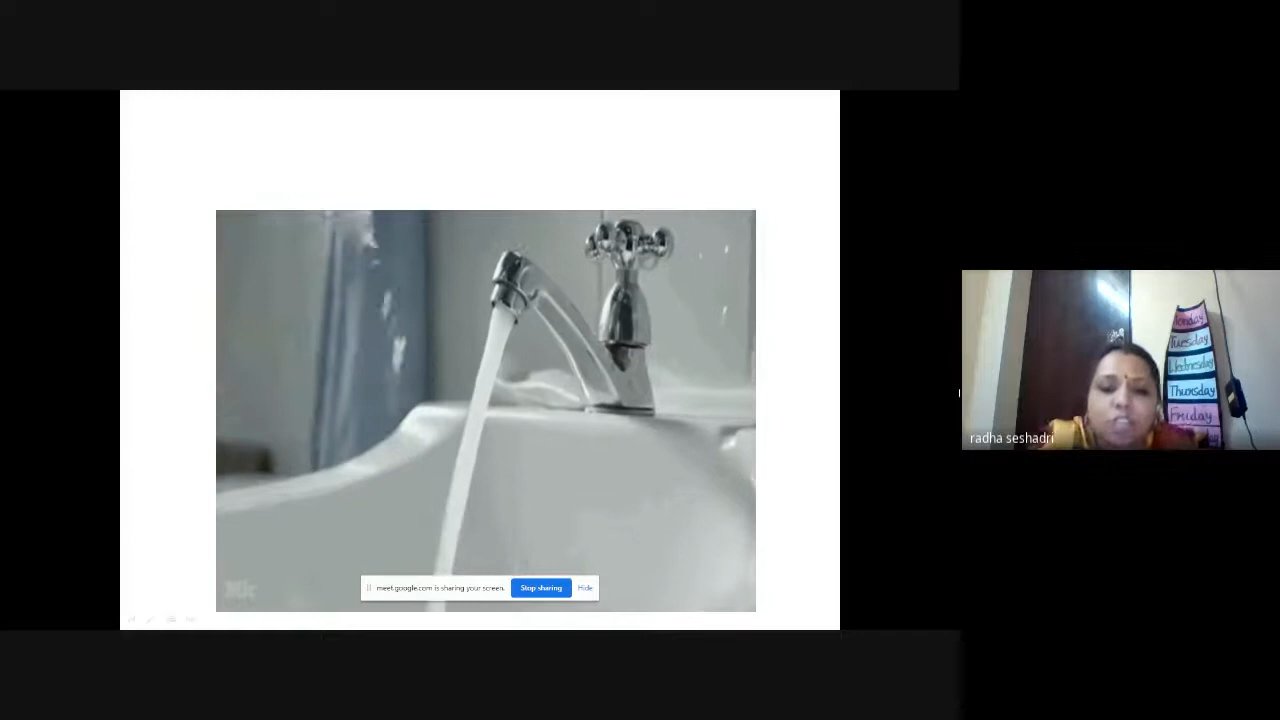 meet.google.com is sharing your screen.
Stop sharing
Hide
Monday
Tuesday
Wednesday
Thursday
Friday
radha seshadri